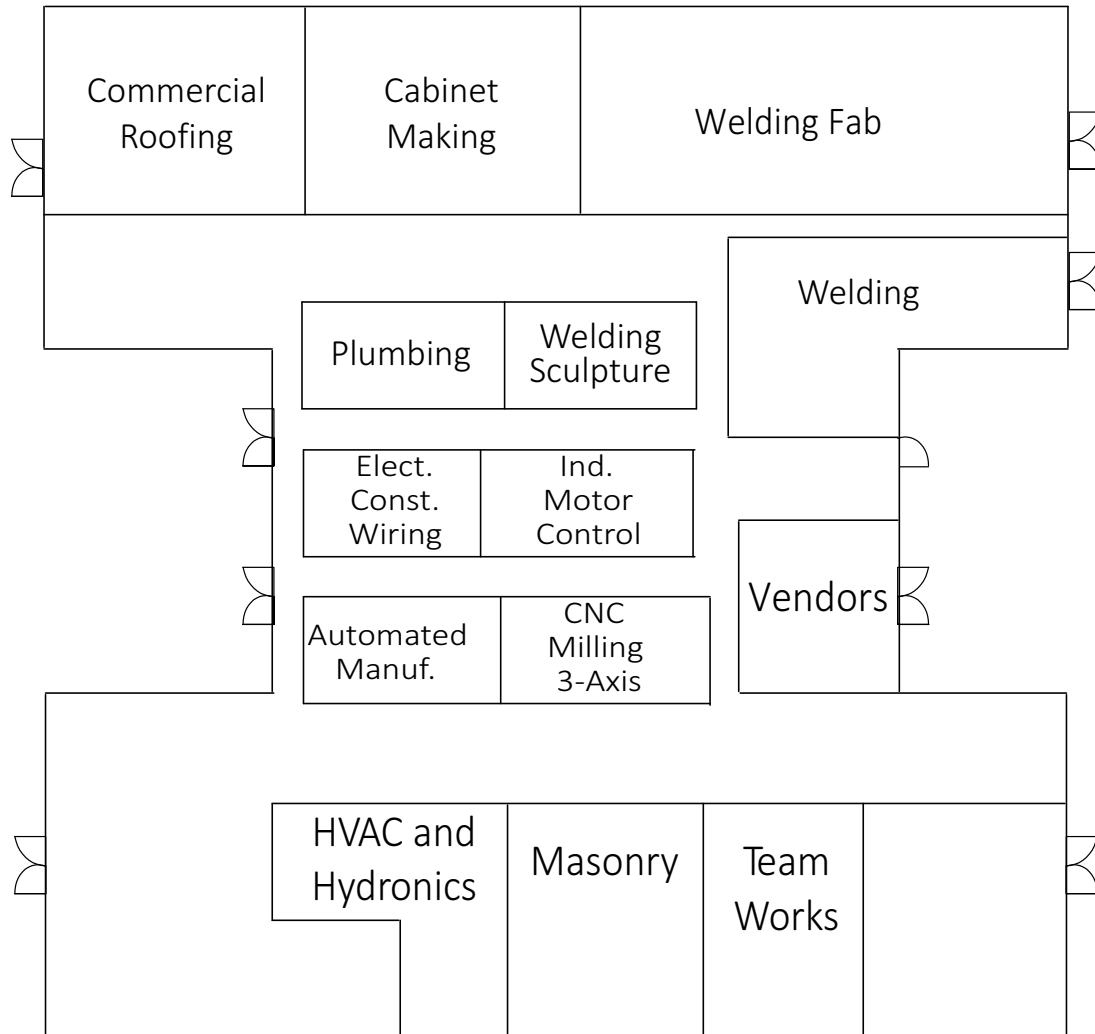 Commercial
Roofing
Cabinet
Making
Welding Fab
Welding
Plumbing
Welding
Sculpture
Elect.
Const.
Wiring
Ind.
Motor
Control
Vendors
Automated
Manuf.
CNC
Milling
3-Axis
HVAC and
Hydronics
Masonry
Team
Works